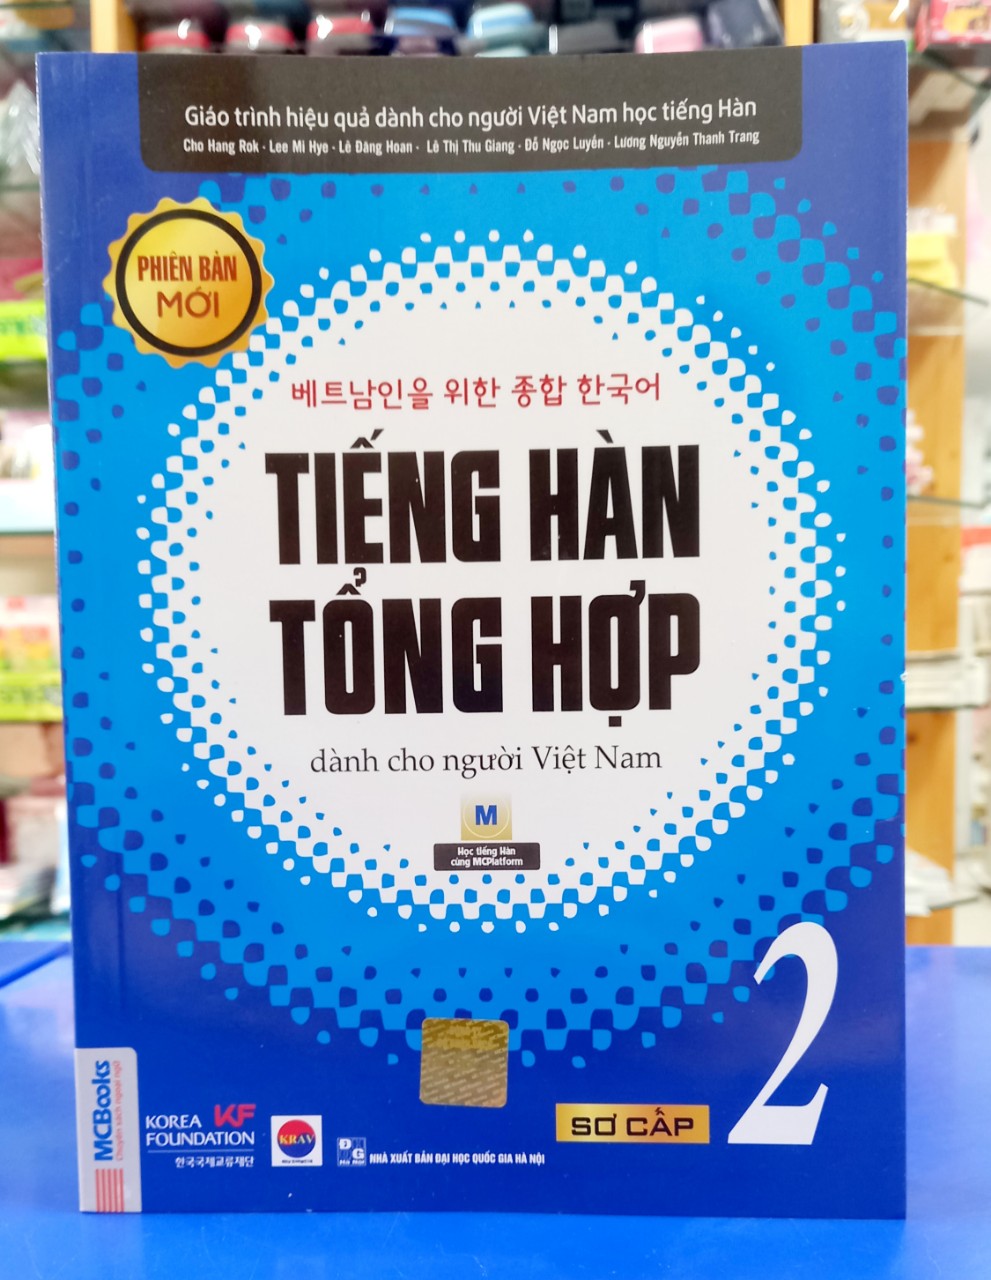 Giáo trình hiệu quả dành cho người Việt Nam học tiếng Hàn
Cho Hang Rok · Lee Mi Hye · Lê Đăng Hoan · Lê Thị Thu Giang · Đỗ Ngọc Luyến · Lương Nguyễn Thanh Trang
PHIÊN BẢN
MỚI
베트남인을 위한 종합 한국어
TIẾNG HÀN
TỔNG HỢP
dành cho người Việt Nam
M
Học tiếng Hàn
cùng MCPlatform
2
SƠ CẤP
MCBooks
Chuyên sách ngoại ngữ
KOREA KF
FOUNDATION
한국국제교류재단
KRAV
NHÀ XUẤT BẢN ĐẠI HỌC QUỐC GIA HÀ NỘI